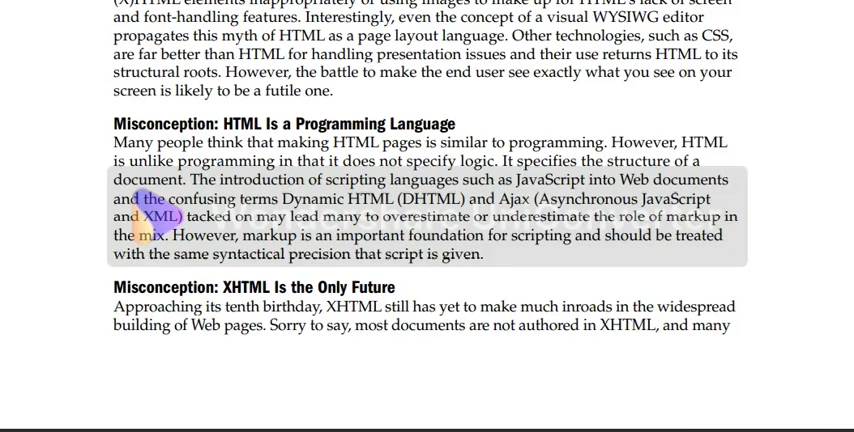 (X)HTML elements inappropriately or using images to make up for HTML's lack of screen
and font-handling features. Interestingly, even the concept of a visual WYSIWG editor
propagates this myth of HTML as a page layout language. Other technologies, such as CSS,
are far better than HTML for handling presentation issues and their use returns HTML to its
structural roots. However, the battle to make the end user see exactly what you see on your
screen is likely to be a futile one.
Misconception: HTML Is a Programming Language
Many people think that making HTML pages is similar to programming. However, HTML
is unlike programming in that it does not specify logic. It specifies the structure of a
document. The introduction of scripting languages such as JavaScript into Web documents
and the confusing terms Dynamic HTML (DHTML) and Ajax (Asynchronous JavaScript
and XML) tacked on may lead many to overestimate or underestimate the role of markup in
the mix. However, markup is an important foundation for scripting and should be treated
with the same syntactical precision that script is given.
Wondershare UniConverter
Misconception: XHTML Is the Only Future
Approaching its tenth birthday, XHTML still has yet to make much inroads in the widespread
building of Web pages. Sorry to say, most documents are not authored in XHTML, and many